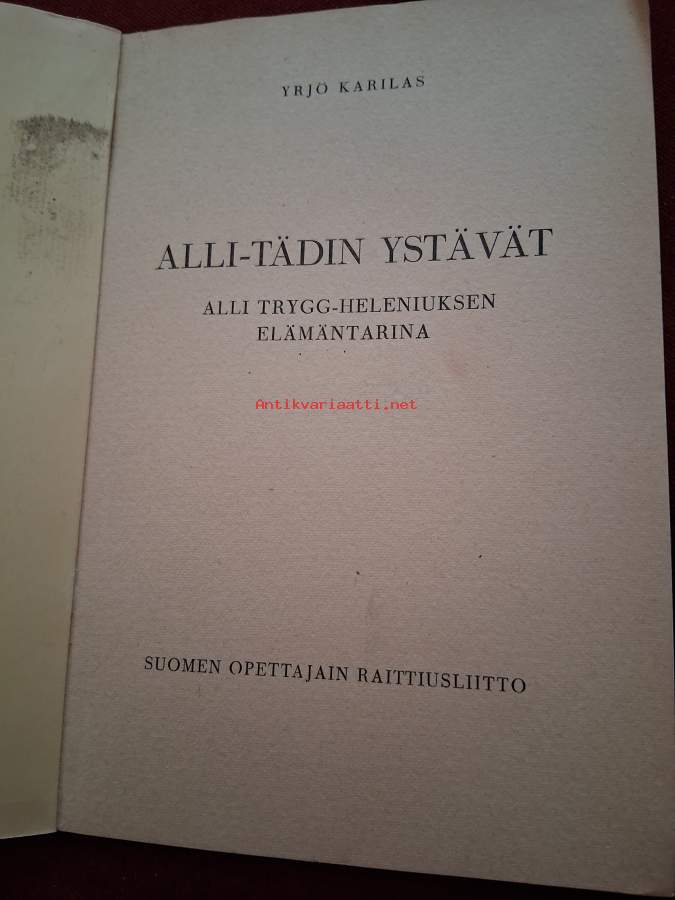 YRJÖ KARILAS
ALLI-TÄDIN YSTÄVÄT
ALLI TRYGG-HELENIUKSEN
ELÄMÄNTARINA
Antikvariaatti.net
SUOMEN OPETTAJAIN RAITTIUSLIITTO